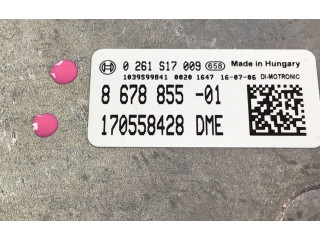 0 261 S17 009 658 Made in Hungary
1039S99841 0020 1647 16-07-06 DI-MOTRONIC
8 678 855 -01
170558428 DME